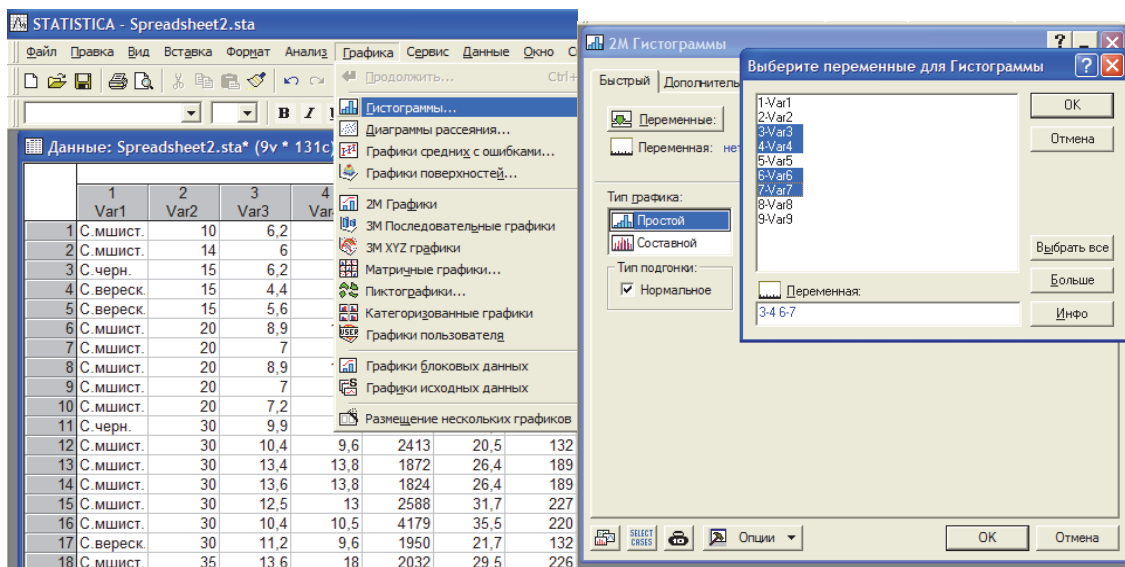 STATISTICA - Spreadsheet2.sta
Файл Правка Вид Вставка Формат Анализ Графика Сервис Данные Окно С
Продолжить... Ctrl+
B I
Гистограммы...
Диаграммы рассеяния...
Графики средних с ошибками...
Графики поверхностей...
2М Графики
3М Последовательные графики
3М XYZ графики
Матричные графики...
Пиктографики...
Категоризованные графики
Графики пользователя
Графики блоковых данных
Графики исходных данных
Размещение нескольких графиков
Данные: Spreadsheet2.sta* (9v * 131c)
1 2 3 4
Var1 Var2 Var3 Var
1 С.мшист. 10 6,2
2 С.мшист. 14 6
3 С.черн. 15 6,2
4 С.вереск. 15 4,4
5 С.вереск. 15 5,6
6 С.мшист. 20 8,9
7 С.мшист. 20 7
8 С.мшист. 20 8,9
9 С.мшист. 20 7
10 С.мшист. 20 7,2
11 С.черн. 30 9,9
12 С.мшист. 30 10,4 9,6 2413 20,5 132
13 С.мшист. 30 13,4 13,8 1872 26,4 189
14 С.мшист. 30 13,6 13,8 1824 26,4 189
15 С.мшист. 30 12,5 13 2588 31,7 227
16 С.мшист. 30 10,4 10,5 4179 35,5 220
17 С.вереск. 30 11,2 9,6 1950 21,7 132
18 С.мшист. 35 13,6 18 2032 29,5 226
2М Гистограммы
Быстрый Дополнитель
Переменные:
Переменная: нет
Тип графика:
Простой
Составной
Тип подгонки:
Нормальное
SELECT CASES
Опции
OK Отмена
Выберите переменные для Гистограммы
1-Var1
2-Var2
3-Var3
4-Var4
5-Var5
6-Var6
7-Var7
8-Var8
9-Var9
Переменная:
3-4 6-7
OK
Отмена
Выбрать все
Больше
Инфо